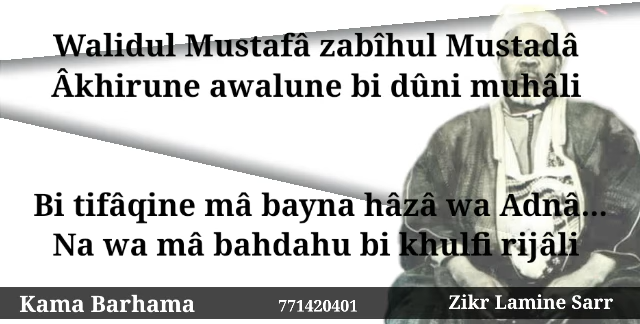 Walidul Mustafâ zabîhul Mustadâ
Âkhirune awalune bi dûni muhâli
Bi tifâqine mâ bayna hâzâ wa Adnâ...
Na wa mâ bahdahu bi khulfi rijâli
Kama Barhama 771420401 Zikr Lamine Sarr